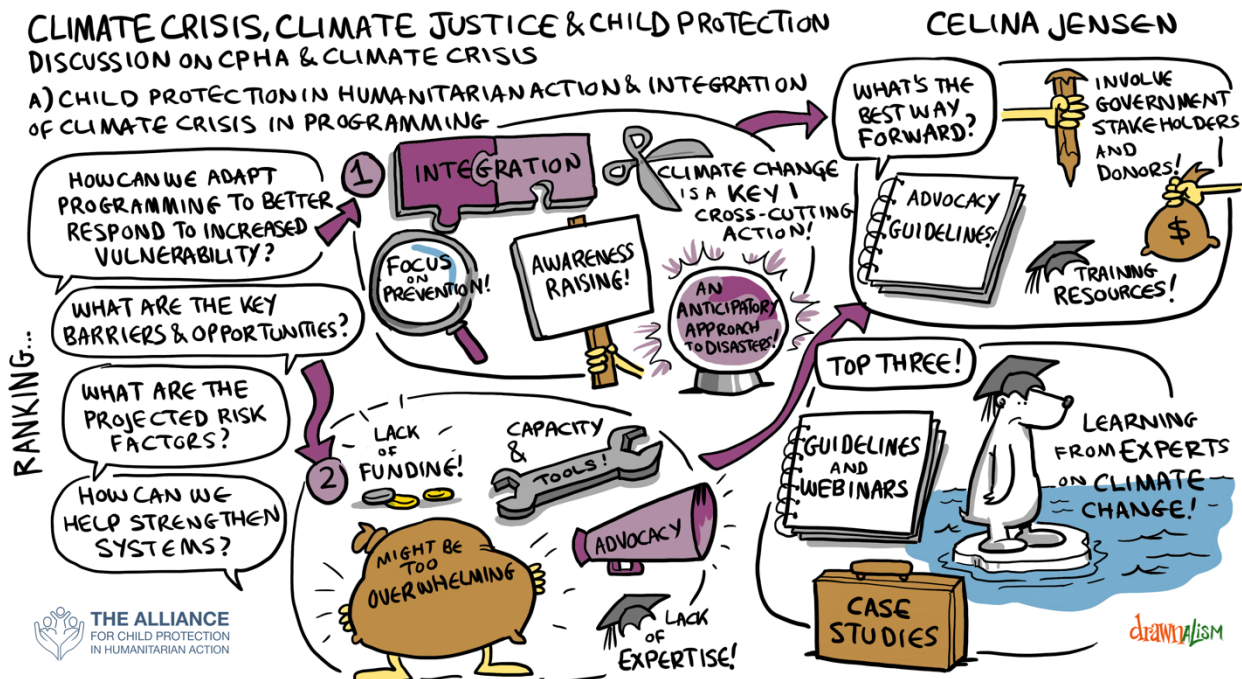 CLIMATE CRISIS, CLIMATE JUSTICE & CHILD PROTECTION
DISCUSSION ON CPHA & CLIMATE CRISIS
A) CHILD PROTECTION IN HUMANITARIAN ACTION & INTEGRATION
OF CLIMATE CRISIS IN PROGRAMMING
CELINA JENSEN
RANKING...
HOW CAN WE ADAPT
PROGRAMMING TO BETTER
RESPOND TO INCREASED
VULNERABILITY?
WHAT ARE THE KEY
BARRIERS & OPPORTUNITIES?
WHAT ARE THE
PROJECTED RISK
FACTORS?
HOW CAN WE
HELP STRENGTHEN
SYSTEMS?
1
INTEGRATION
CLIMATE CHANGE
IS A KEY I
CROSS-CUTTING
ACTION!
FOCUS
ON
PREVENTION!
AWARENESS
RAISING!
AN
ANTICIPATORY
APPROACH
TO DISASTERS!
2
LACK
OF
FUNDING!
CAPACITY
&
TOOLS!
MIGHT BE
TOO
OVERWHELMING
ADVOCACY
LACK
OF
EXPERTISE!
WHAT'S THE
BEST WAY
FORWARD?
INVOLVE
GOVERNMENT
STAKEHOLDERS
AND
DONORS!
$
ADVOCACY
GUIDELINES!
TRAINING
RESOURCES!
TOP THREE!
GUIDELINES
AND
WEBINARS
LEARNING
FROM EXPERTS
ON CLIMATE
CHANGE!
CASE
STUDIES
THE ALLIANCE
FOR CHILD PROTECTION
IN HUMANITARIAN ACTION
drawnALISM